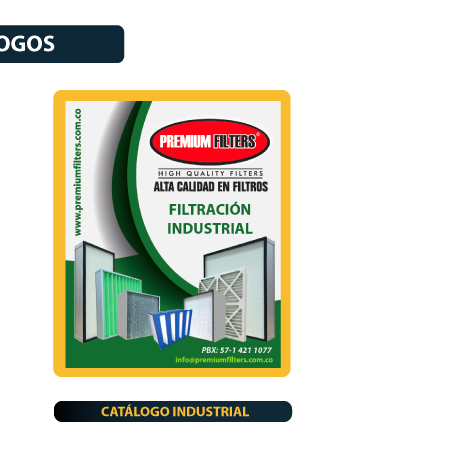 OGOS
www.premiumfilters.com.co
PREMIUM FILTERS®
HIGH QUALITY FILTERS
ALTA CALIDAD EN FILTROS
FILTRACIÓN
INDUSTRIAL
PBX: 57-1 421 1077
info@premiumfilters.com.co
CATÁLOGO INDUSTRIAL